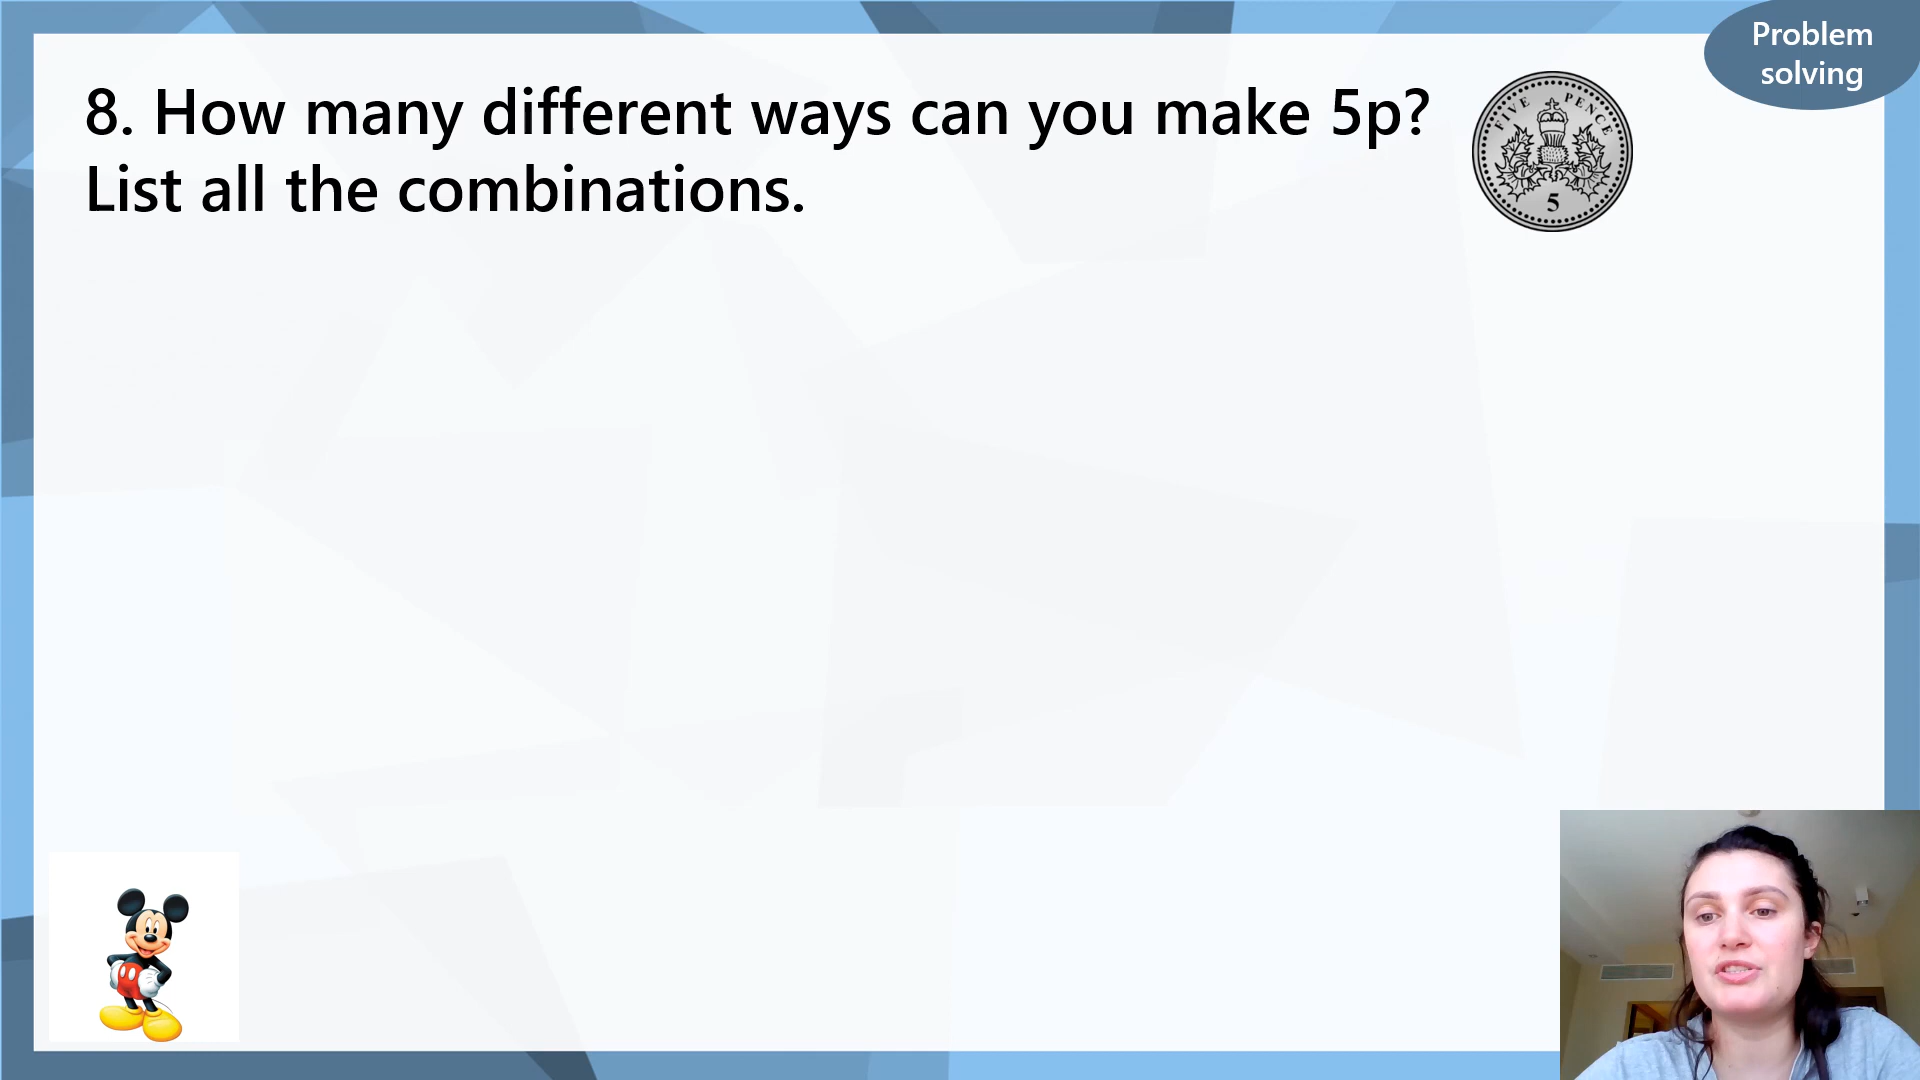 Problem
solving
8. How many different ways can you make 5p?
List all the combinations.
FIVE PENCE
5